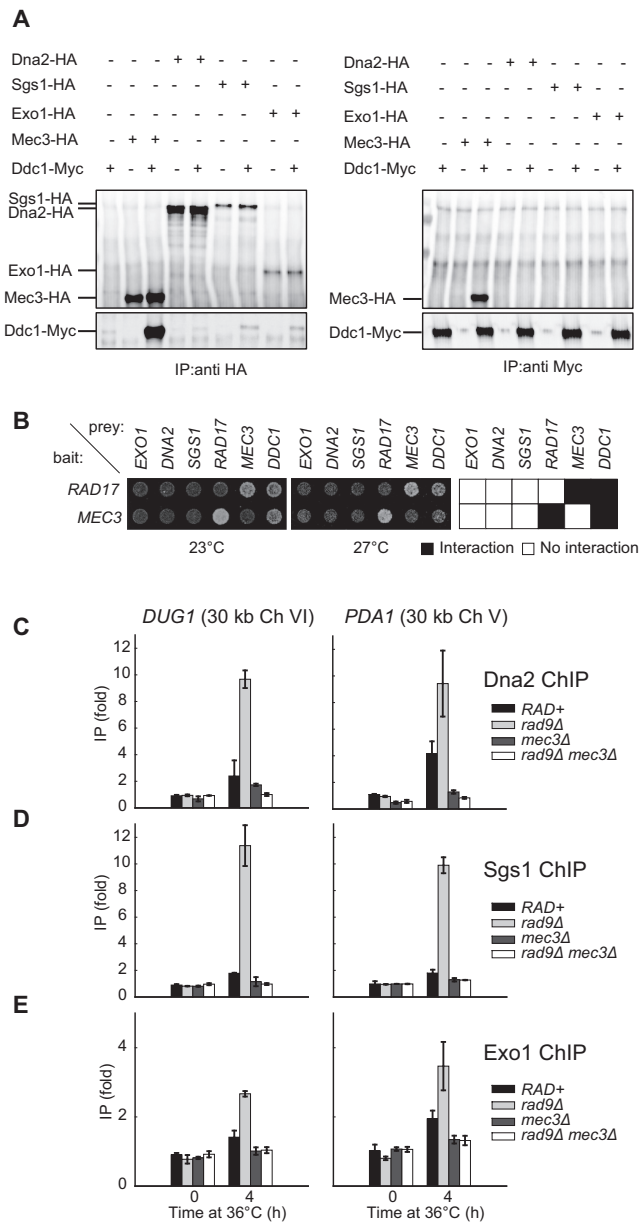 A
Dna2-HA - - - + + - - - -
Sgs1-HA - - - - - + + - -
Exo1-HA - - - - - - - + +
Mec3-HA - + + - - - - - -
Ddc1-Myc + - + - + - + - +
Sgs1-HA
Dna2-HA
Exo1-HA
Mec3-HA
Ddc1-Myc
IP:anti HA
Dna2-HA - - - + + - - - -
Sgs1-HA - - - - - + + - -
Exo1-HA - - - - - - - + +
Mec3-HA - + + - - - - - -
Ddc1-Myc + - + - + - + - +
Mec3-HA
Ddc1-Myc
IP:anti Myc
B
prey:
bait:
EXO1 DNA2 SGS1 RAD17 MEC3 DDC1 EXO1 DNA2 SGS1 RAD17 MEC3 DDC1 EXO1 DNA2 SGS1 RAD17 MEC3 DDC1
RAD17
MEC3
23°C 27°C Interaction No interaction
C
DUG1 (30 kb Ch VI) PDA1 (30 kb Ch V)
IP (fold)
12
10
8
6
4
2
0
Dna2 ChIP
RAD+
rad9Δ
mec3Δ
rad9Δ mec3Δ
D
IP (fold)
12
10
8
6
4
2
0
Sgs1 ChIP
RAD+
rad9Δ
mec3Δ
rad9Δ mec3Δ
E
IP (fold)
4
2
0
Exo1 ChIP
RAD+
rad9Δ
mec3Δ
rad9Δ mec3Δ
0 4 0 4
Time at 36°C (h) Time at 36°C (h)